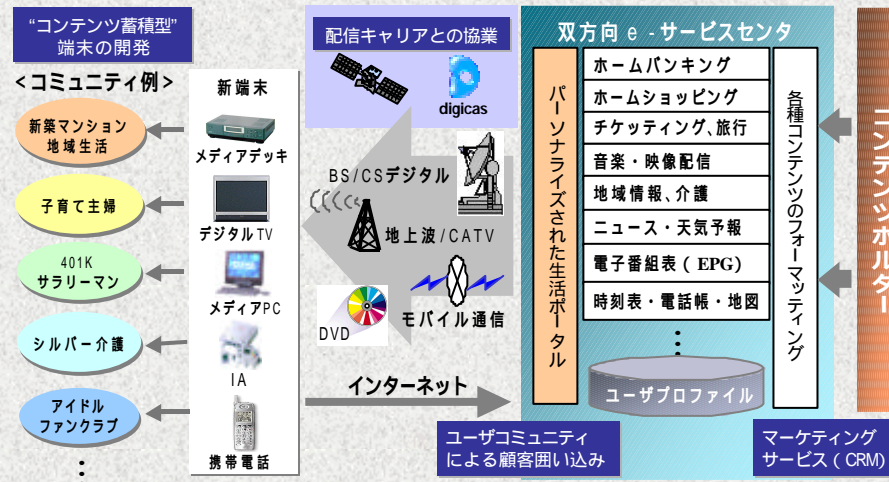 “コンテンツ蓄積型”
端末の開発
<コミュニティ例>
新築マンション
地域生活
子育て主婦
401K
サラリーマン
シルバー介護
アイドル
ファンクラブ
:
新端末
メディアデッキ
デジタルTV
メディアPC
IA
携帯電話
配信キャリアとの協業
digicas
BS/CSデジタル
地上波/CATV
モバイル通信
DVD
インターネット
双方向 e -サービスセンタ
パーソナライズされた生活ポータル
ホームバンキング
ホームショッピング
チケッティング、旅行
音楽・映像配信
地域情報、介護
ニュース・天気予報
電子番組表 ( EPG)
時刻表・電話帳・地図
:
ユーザプロファイル
各種コンテンツのフォーマッティング
コンテンツホルダー
ユーザコミュニティ
による顧客囲い込み
マーケティング
サービス ( CRM)